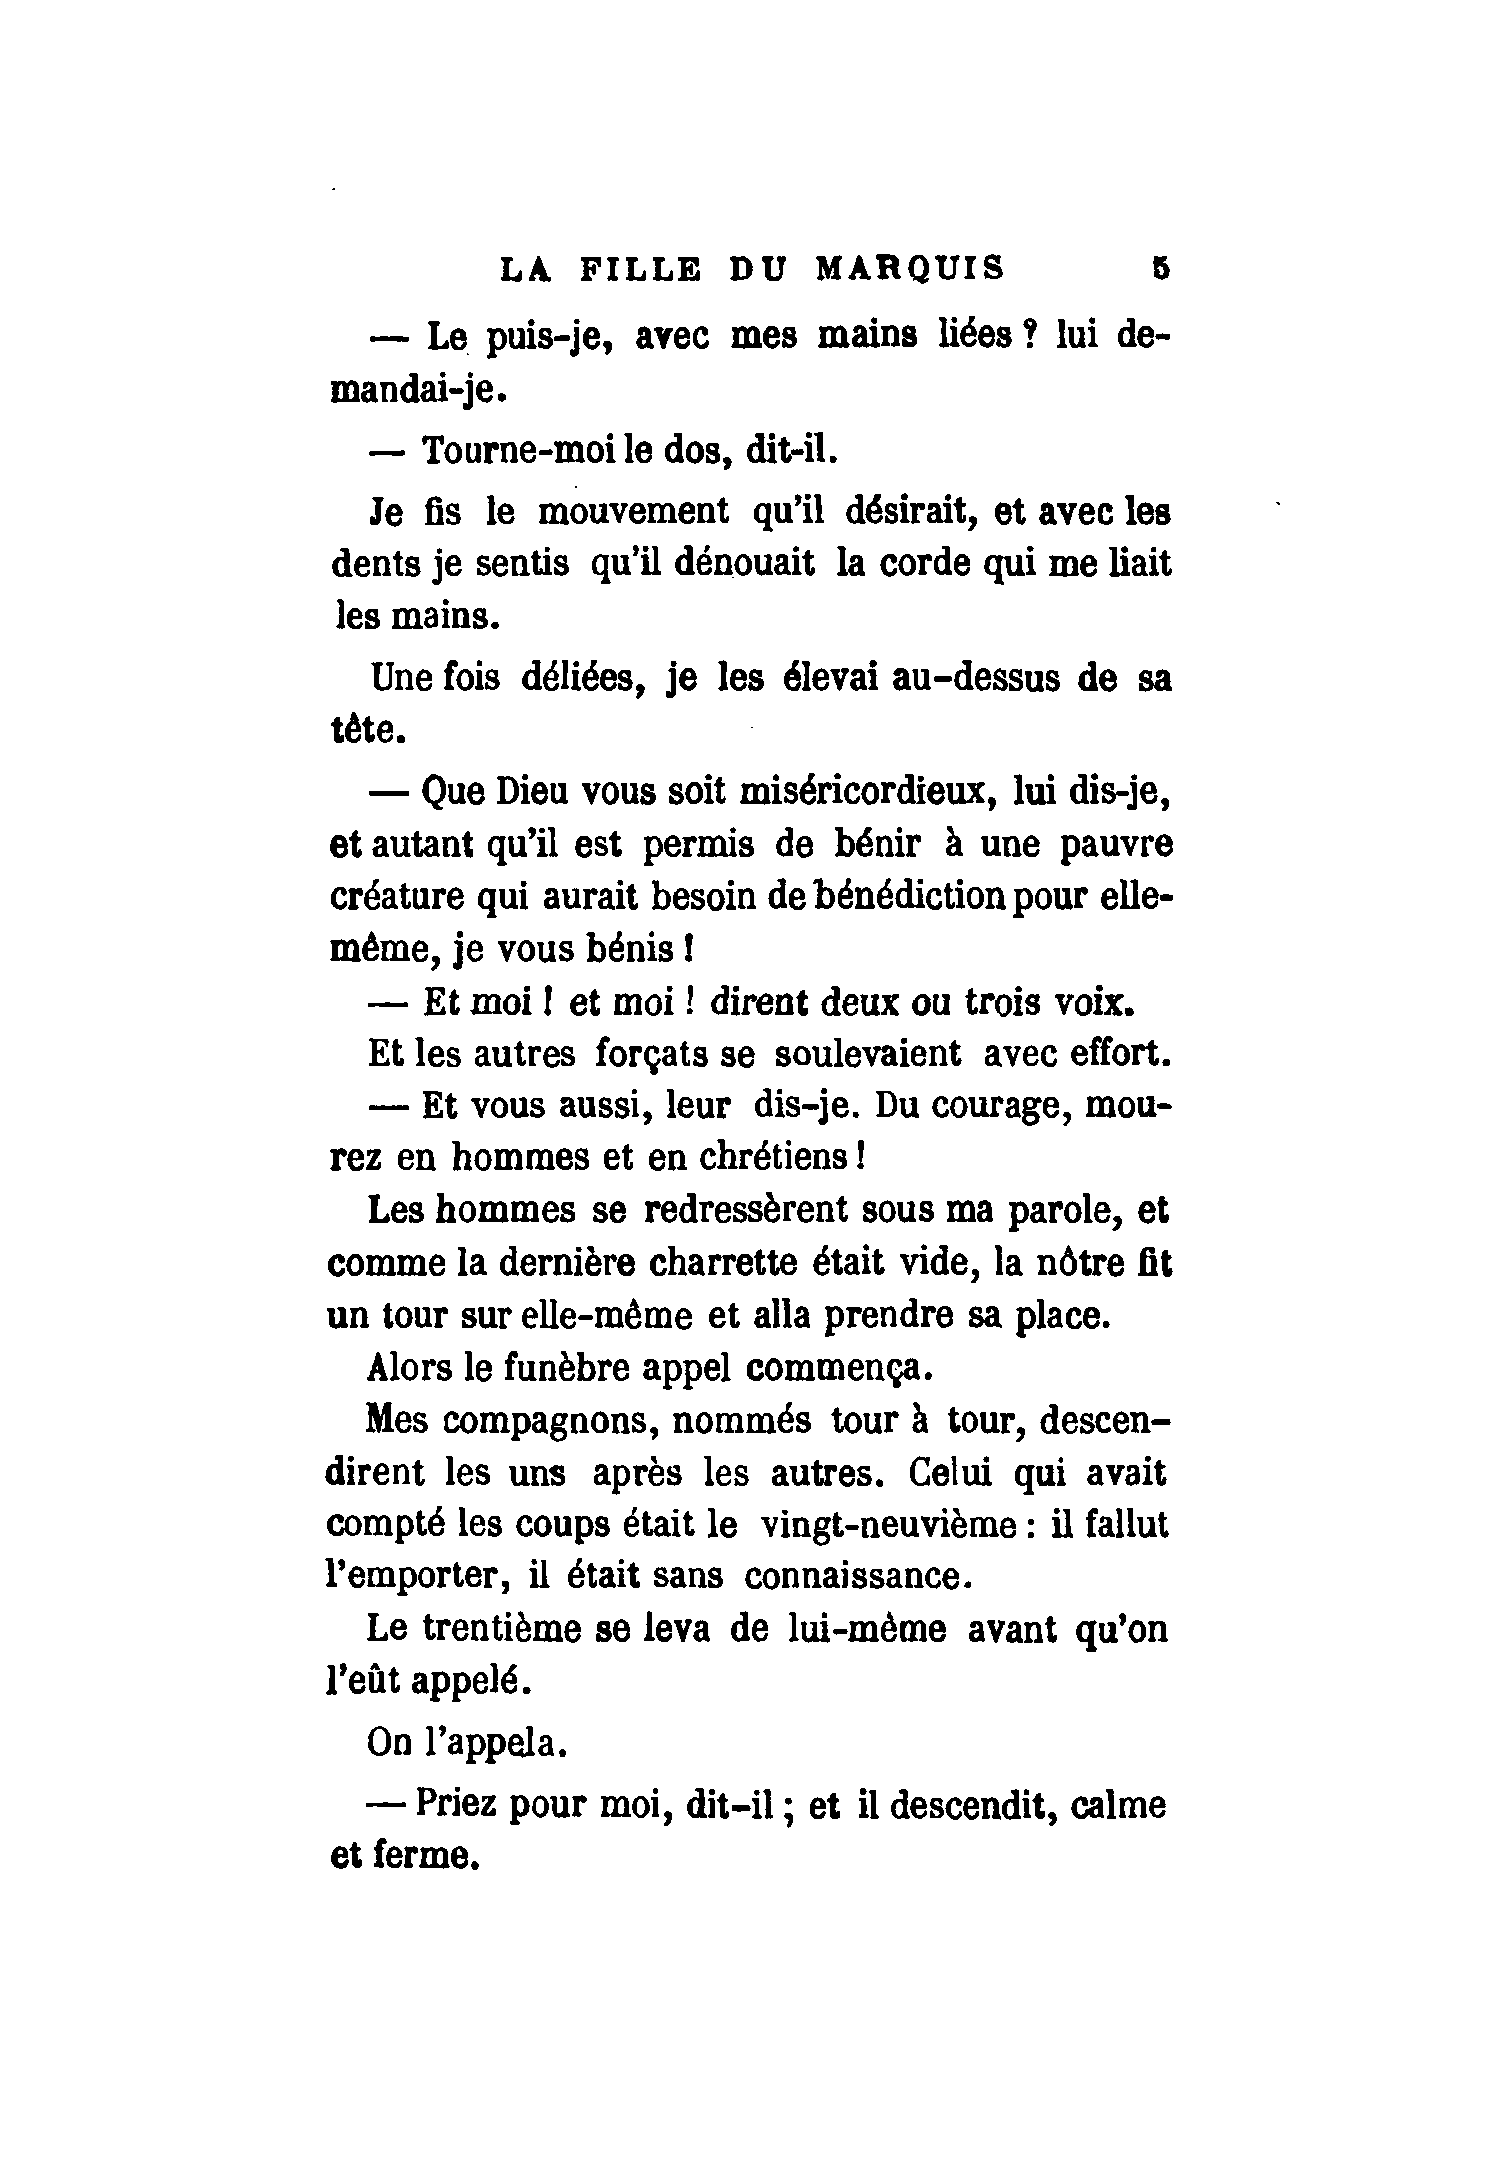 LA FILLE DU MARQUIS 5
— Le puis-je, avec mes mains liées ? lui de-
mandai-je.
— Tourne-moi le dos, dit-il.
Je fis le mouvement qu'il désirait, et avec les
dents je sentis qu'il dénouait la corde qui me liait
les mains.
Une fois déliées, je les élevai au-dessus de sa
tête.
— Que Dieu vous soit miséricordieux, lui dis-je,
et autant qu'il est permis de bénir à une pauvre
créature qui aurait besoin de bénédiction pour elle-
même, je vous bénis !
— Et moi ! et moi ! dirent deux ou trois voix.
Et les autres forçats se soulevaient avec effort.
— Et vous aussi, leur dis-je. Du courage, mou-
rez en hommes et en chrétiens !
Les hommes se redressèrent sous ma parole, et
comme la dernière charrette était vide, la nôtre fit
un tour sur elle-même et alla prendre sa place.
Alors le funèbre appel commença.
Mes compagnons, nommés tour à tour, descen-
dirent les uns après les autres. Celui qui avait
compté les coups était le vingt-neuvième : il fallut
l'emporter, il était sans connaissance.
Le trentième se leva de lui-même avant qu'on
l'eût appelé.
On l'appela.
— Priez pour moi, dit-il ; et il descendit, calme
et ferme.